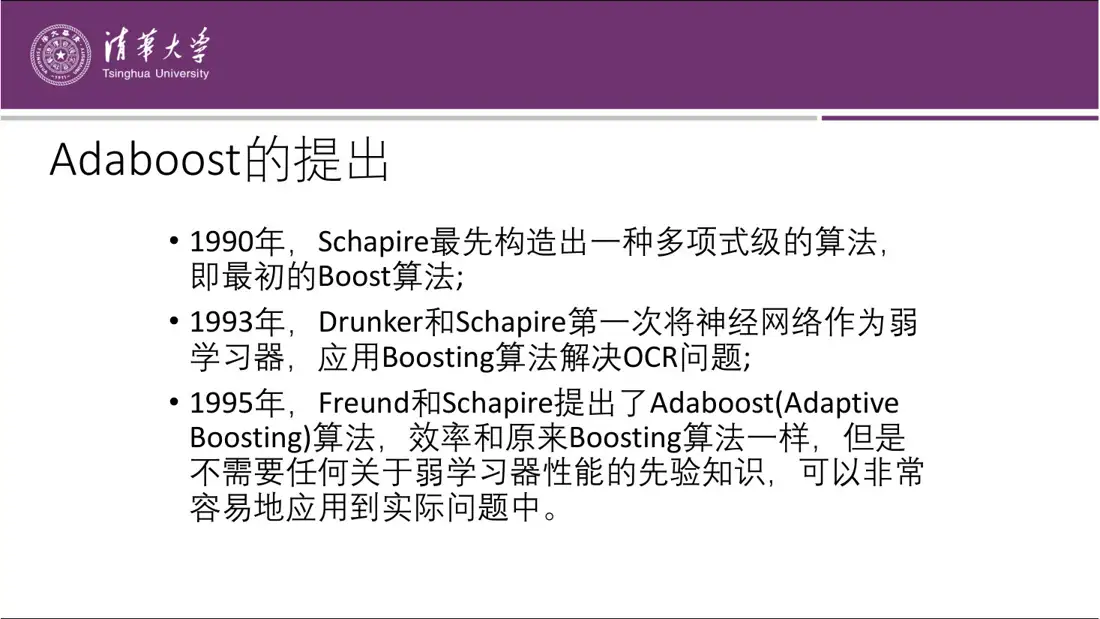 清华大学
Tsinghua University
Adaboost的提出
• 1990年，Schapire最先构造出一种多项式级的算法，
即最初的Boost算法;
• 1993年，Drunker和Schapire第一次将神经网络作为弱
学习器，应用Boosting算法解决OCR问题;
• 1995年，Freund和Schapire提出了Adaboost(Adaptive
Boosting)算法，效率和原来Boosting算法一样，但是
不需要任何关于弱学习器性能的先验知识，可以非常
容易地应用到实际问题中。